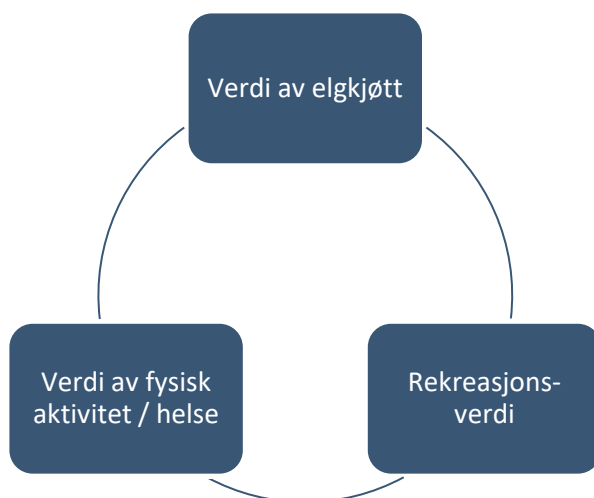 Verdi av elgkjøtt
Verdi av fysisk
aktivitet / helse
Rekreasjons-
verdi